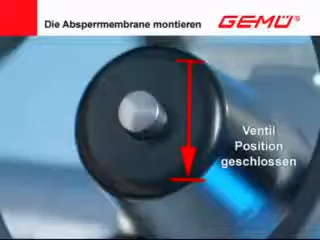 Die Absperrmembrane montieren
GEMÜ®
Ventil
Position
geschlossen